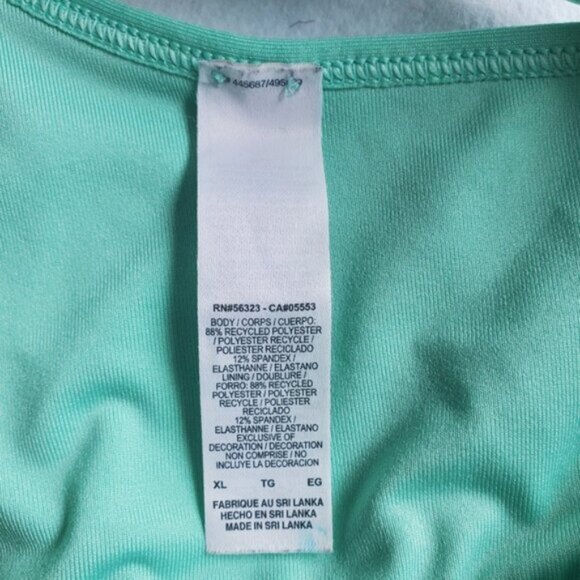 RN#56323 - CA#05553
BODY / CORPS / CUERPO:
88% RECYCLED POLYESTER
/ POLYESTER RECYCLE /
POLIESTER RECICLADO
12% SPANDEX /
ELASTHANNE / ELASTANO
LINING / DOUBLURE /
FORRO: 88% RECYCLED
POLYESTER / POLYESTER
RECYCLE / POLIESTER
RECICLADO
12% SPANDEX /
ELASTHANNE / ELASTANO
EXCLUSIVE OF
DECORATION / DECORATION
NON COMPRISE / NO
INCLUYE LA DECORACION
XL TG EG
FABRIQUE AU SRI LANKA
HECHO EN SRI LANKA
MADE IN SRI LANKA